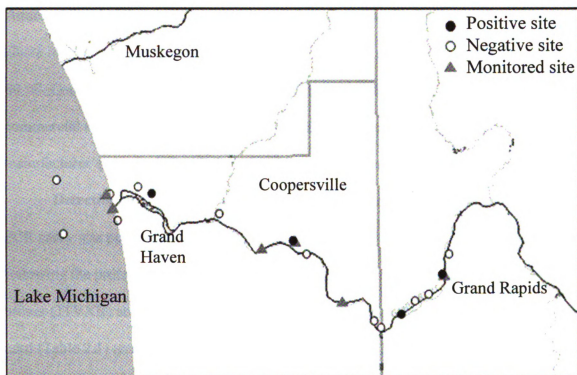 Positive site
Negative site
Monitored site
Muskegon
Coopersville
Grand
Haven
Lake Michigan
Grand Rapids